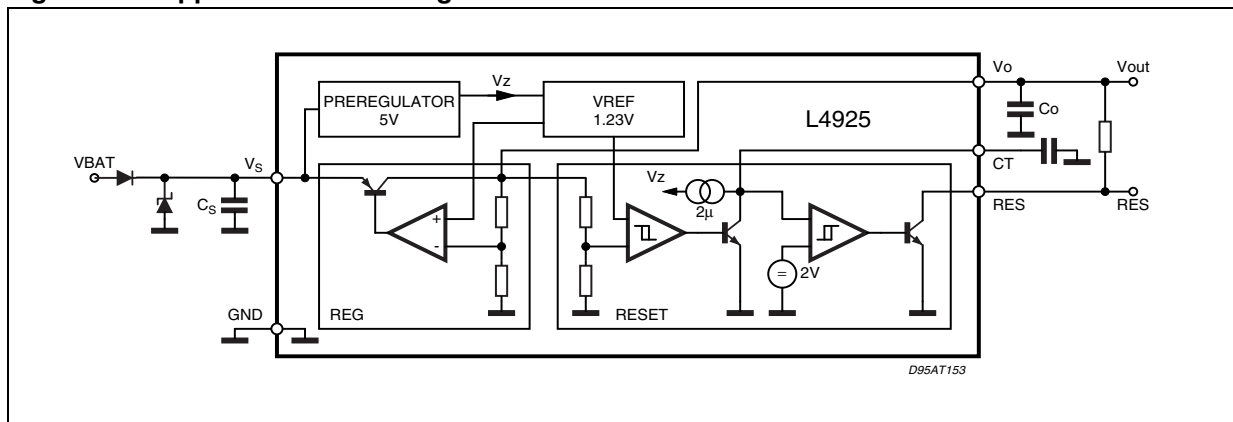 Vo
Vout
Vz
PREREGULATOR
5V
VREF
1.23V
L4925
Co
VBAT
VS
CT
Vz
CS
2μ
RES
RES
+
-
=
2V
GND
REG
RESET
D95AT153